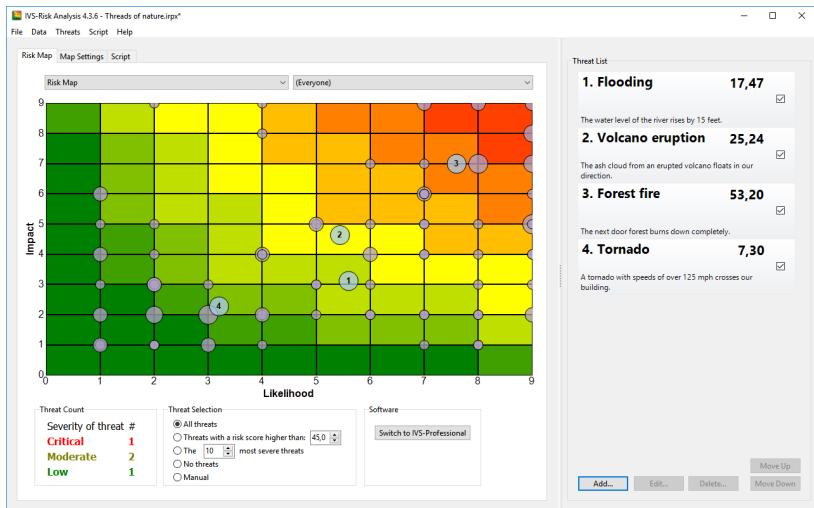 IVS-Risk Analysis 4.3.6 - Threads of nature.irpx*
File Data Threats Script Help
Risk Map Map Settings Script
Risk Map
(Everyone)
9
8
7
6
5
4
3
2
1
0
Impact
3
2
1
4
0 1 2 3 4 5 6 7 8 9
Likelihood
Threat Count
Severity of threat #
Critical 1
Moderate 2
Low 1
Threat Selection
All threats
Threats with a risk score higher than: 45,0
The 10 most severe threats
No threats
Manual
Software
Switch to IVS-Professional
Threat List
1. Flooding 17,47
The water level of the river rises by 15 feet.
2. Volcano eruption 25,24
The ash cloud from an erupted volcano floats in our
direction.
3. Forest fire 53,20
The next door forest burns down completely.
4. Tornado 7,30
A tornado with speeds of over 125 mph crosses our
building.
Move Up
Add... Edit... Delete... Move Down